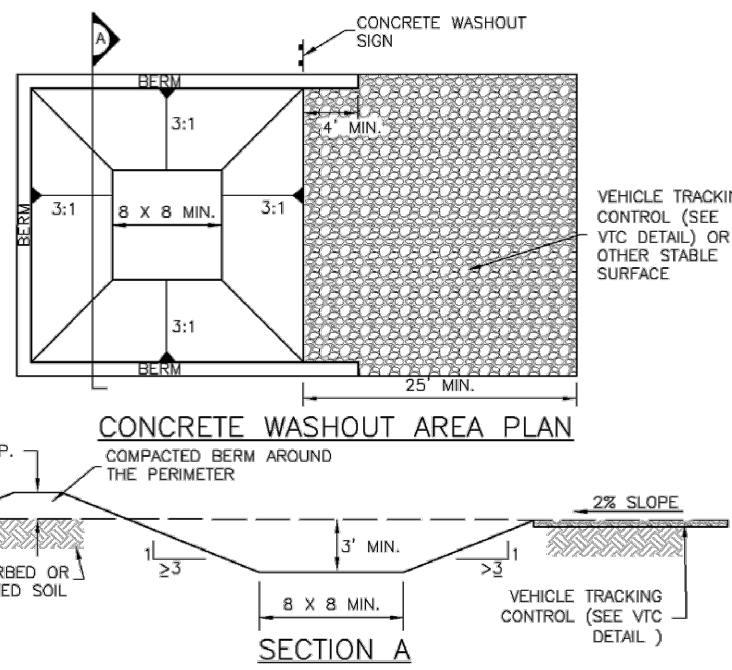 CONCRETE WASHOUT
SIGN
A
BERM
3:1
4' MIN.
3:1
8 X 8 MIN.
3:1
BERM
VEHICLE TRACKI
CONTROL (SEE
VTC DETAIL) OR
OTHER STABLE
SURFACE
3:1
BERM
25' MIN.
CONCRETE WASHOUT AREA PLAN
P.
COMPACTED BERM AROUND
THE PERIMETER
2% SLOPE
3' MIN.
1
≥3
1
>3
RBED OR
ED SOIL
8 X 8 MIN.
VEHICLE TRACKING
CONTROL (SEE VTC
DETAIL )
SECTION A